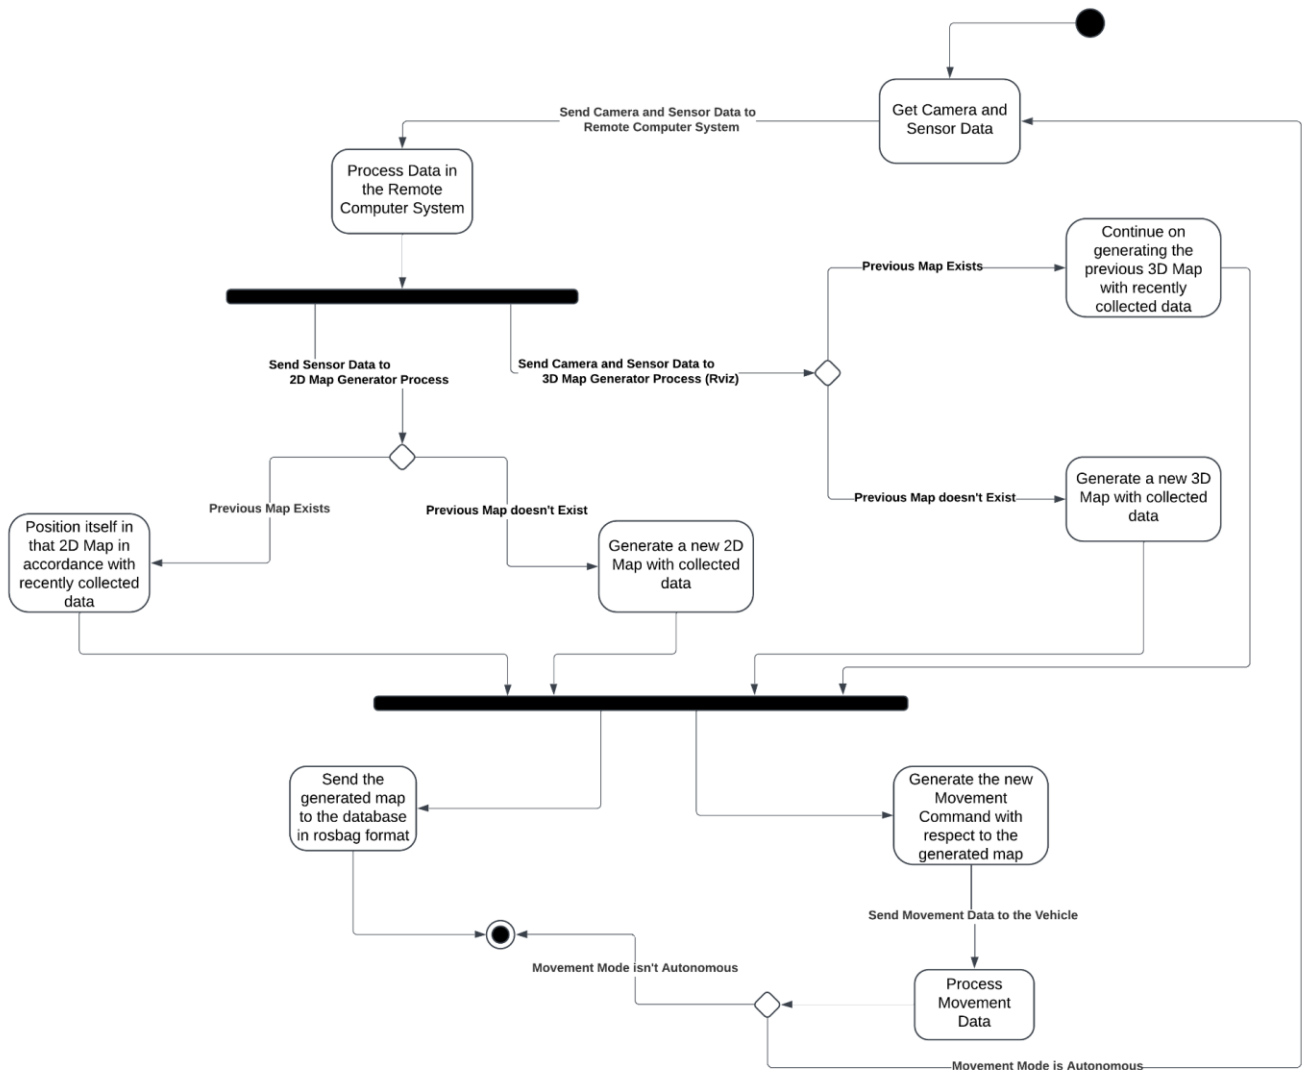 Get Camera and
Sensor Data
Send Camera and Sensor Data to
Remote Computer System
Process Data in
the Remote
Computer System
Continue on
generating the
previous 3D Map
with recently
collected data
Previous Map Exists
Send Sensor Data to
2D Map Generator Process
Send Camera and Sensor Data to
3D Map Generator Process (Rviz)
Previous Map doesn't Exist
Generate a new 3D
Map with collected
data
Previous Map Exists
Previous Map doesn't Exist
Position itself in
that 2D Map in
accordance with
recently collected
data
Generate a new 2D
Map with collected
data
Send the
generated map
to the database
in rosbag format
Generate the new
Movement
Command with
respect to the
generated map
Send Movement Data to the Vehicle
Movement Mode isn't Autonomous
Process
Movement
Data
Movement Mode is Autonomous